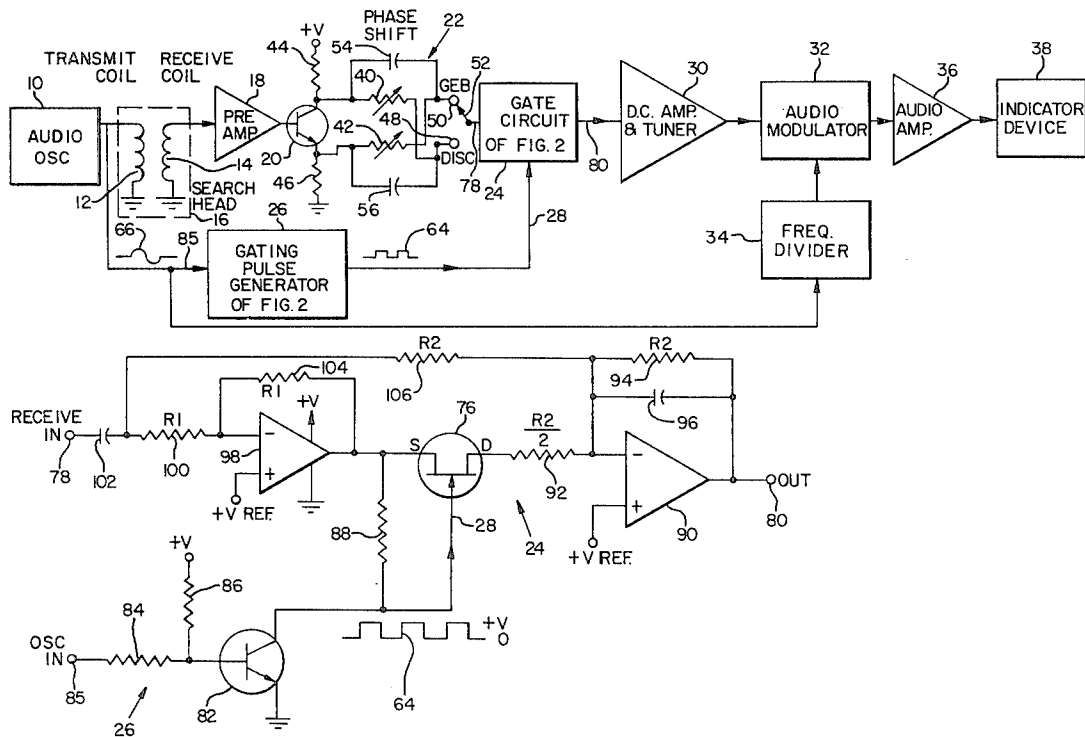 PHASE
SHIFT
+V
54
22
44
TRANSMIT
COIL
RECEIVE
COIL
18
40
GEB
52
30
32
36
38
10
AUDIO
OSC
PRE
AMP.
42
48
50
GATE
CIRCUIT
OF FIG. 2
D.C. AMP.
& TUNER
AUDIO
MODULATOR
AUDIO
AMP.
INDICATOR
DEVICE
20
DISC
78
24
80
12
14
SEARCH
HEAD
16
46
56
28
26
64
66
85
GATING
PULSE
GENERATOR
OF FIG. 2
34
FREQ.
DIVIDER
R2
106
R2
94
96
104
R1
+V
76
RECEIVE
IN
78
102
R1
100
98
−
+
+V REF.
S
D
R2
2
92
−
+
90
OUT
80
88
28
24
+V REF.
+V
86
84
OSC
IN
85
82
26
+V
0
64